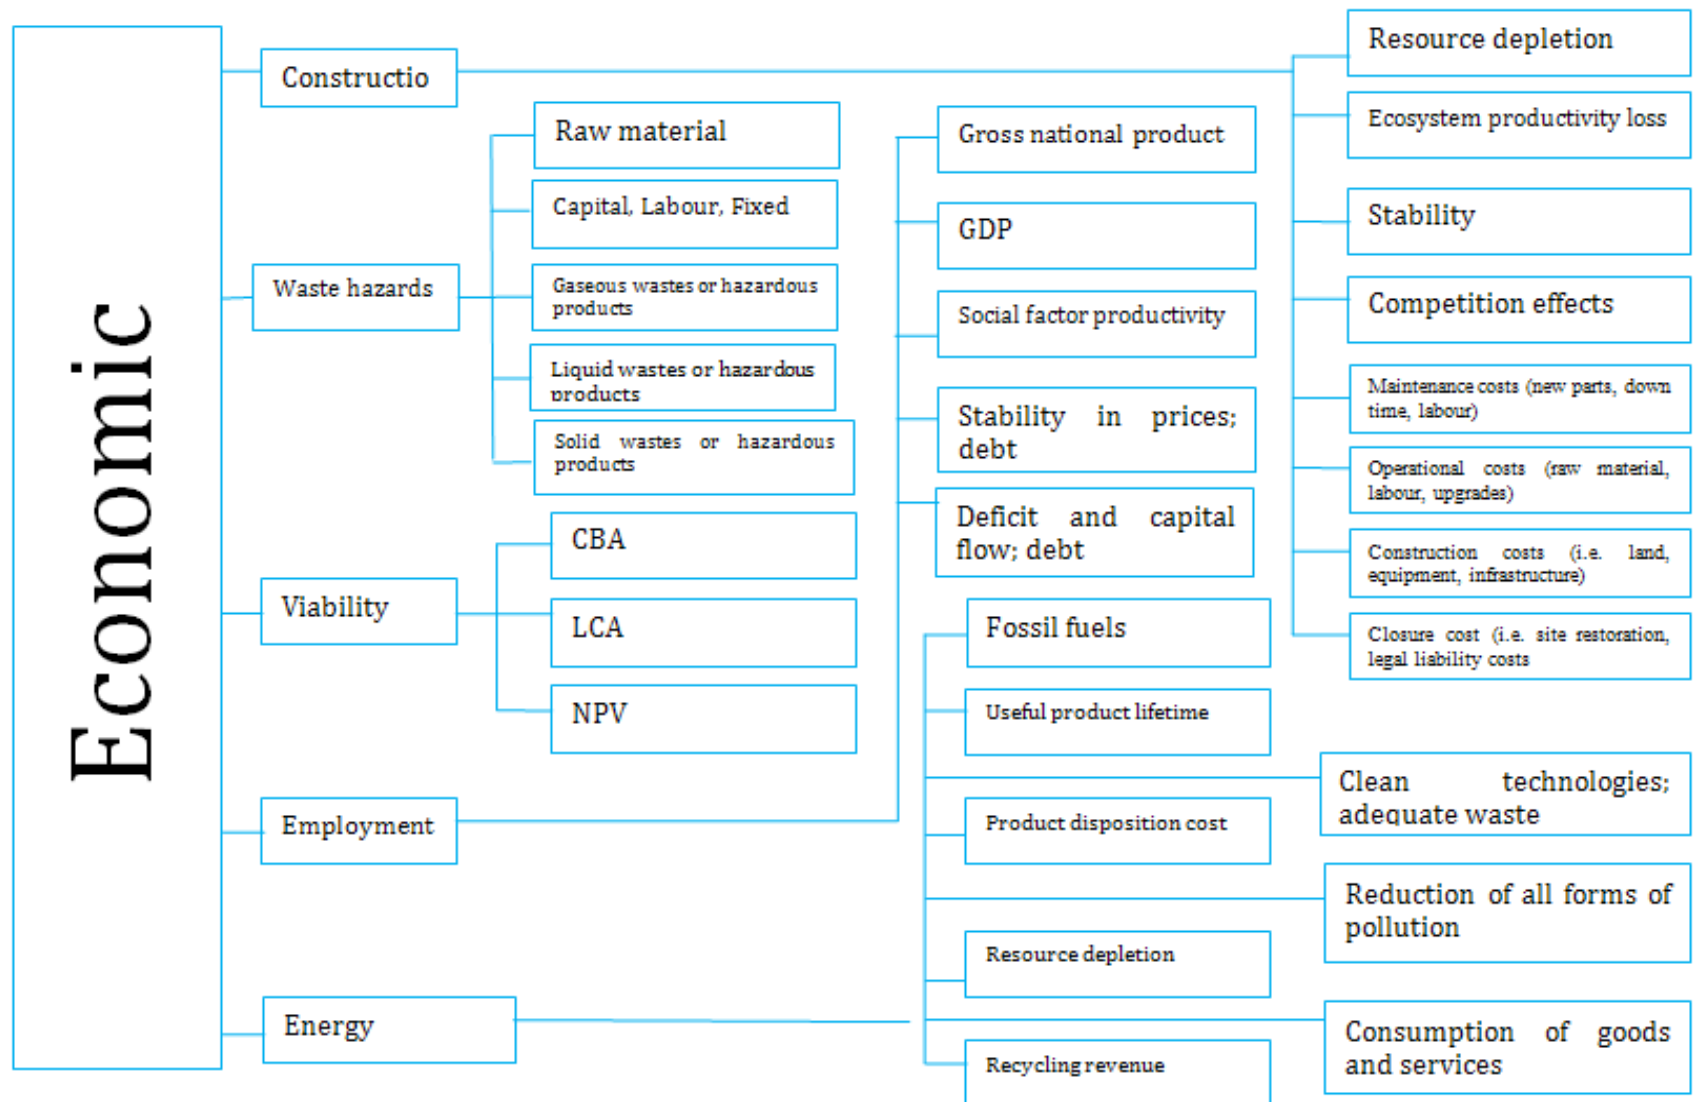 Economic
Constructio
Waste hazards
Viability
Employment
Energy
Raw material
Capital, Labour, Fixed
Gaseous wastes or hazardous
products
Liquid wastes or hazardous
products
Solid wastes or hazardous
products
CBA
LCA
NPV
Gross national product
GDP
Social factor productivity
Stability in prices;
debt
Deficit and capital
flow; debt
Fossil fuels
Useful product lifetime
Product disposition cost
Resource depletion
Recycling revenue
Resource depletion
Ecosystem productivity loss
Stability
Competition effects
Maintenance costs (new parts, down
time, labour)
Operational costs (raw material,
labour, upgrades)
Construction costs (i.e. land,
equipment, infrastructure)
Closure cost (i.e. site restoration,
legal liability costs
Clean technologies;
adequate waste
Reduction of all forms of
pollution
Consumption of goods
and services